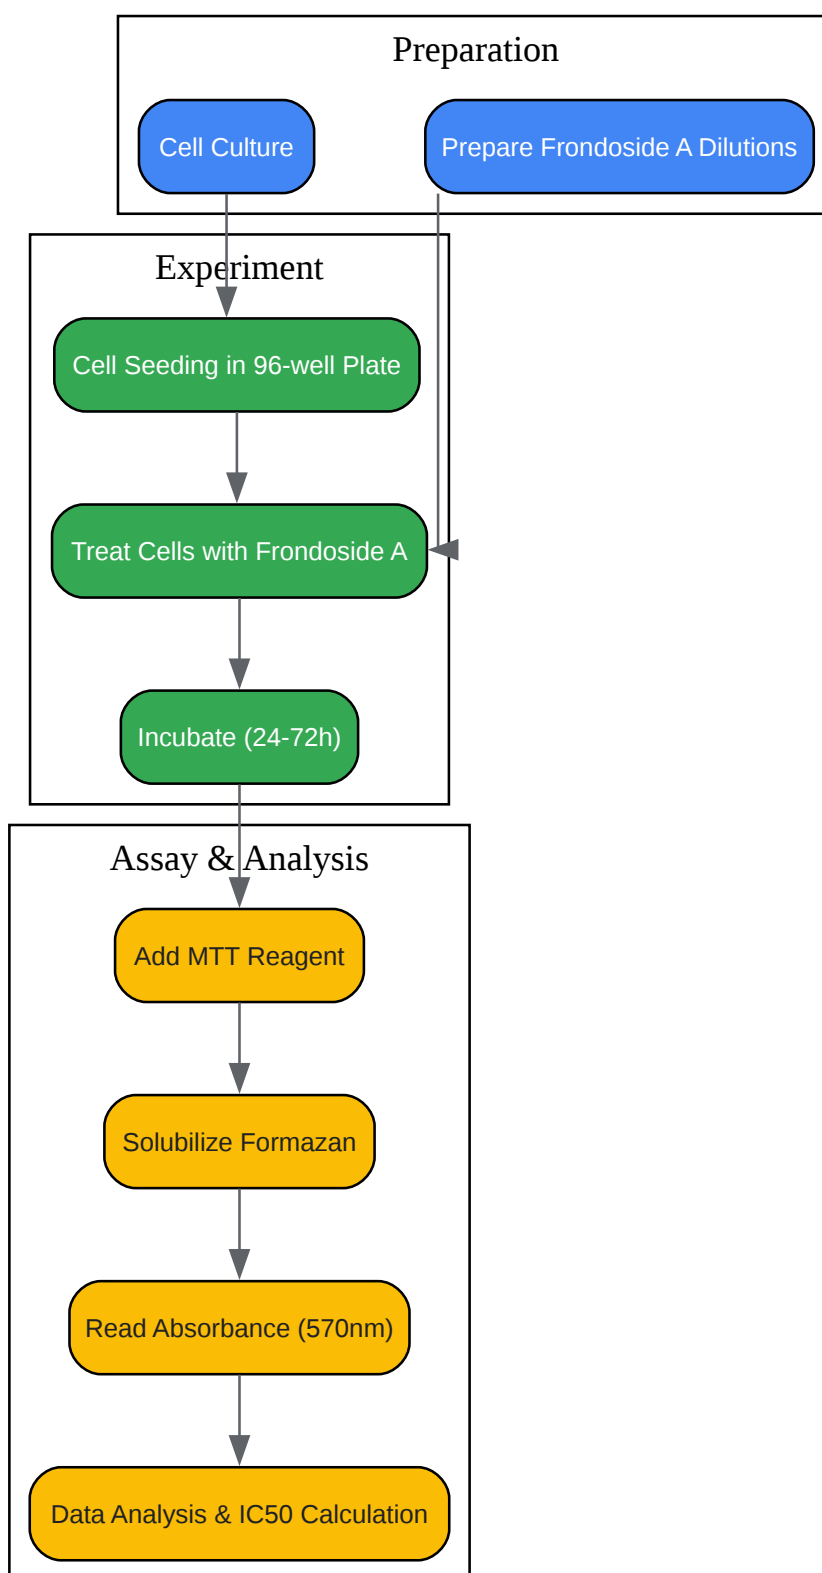 Preparation
Cell Culture
Prepare Frondoside A Dilutions
Experiment
Cell Seeding in 96-well Plate
Treat Cells with Frondoside A
Incubate (24-72h)
Assay & Analysis
Add MTT Reagent
Solubilize Formazan
Read Absorbance (570nm)
Data Analysis & IC50 Calculation